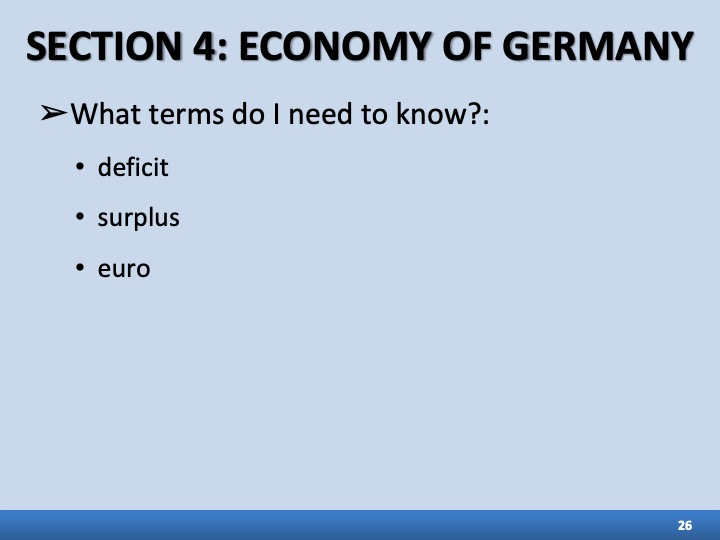 SECTION 4: ECONOMY OF GERMANY
➢What terms do I need to know?:
• deficit
• surplus
• euro
26